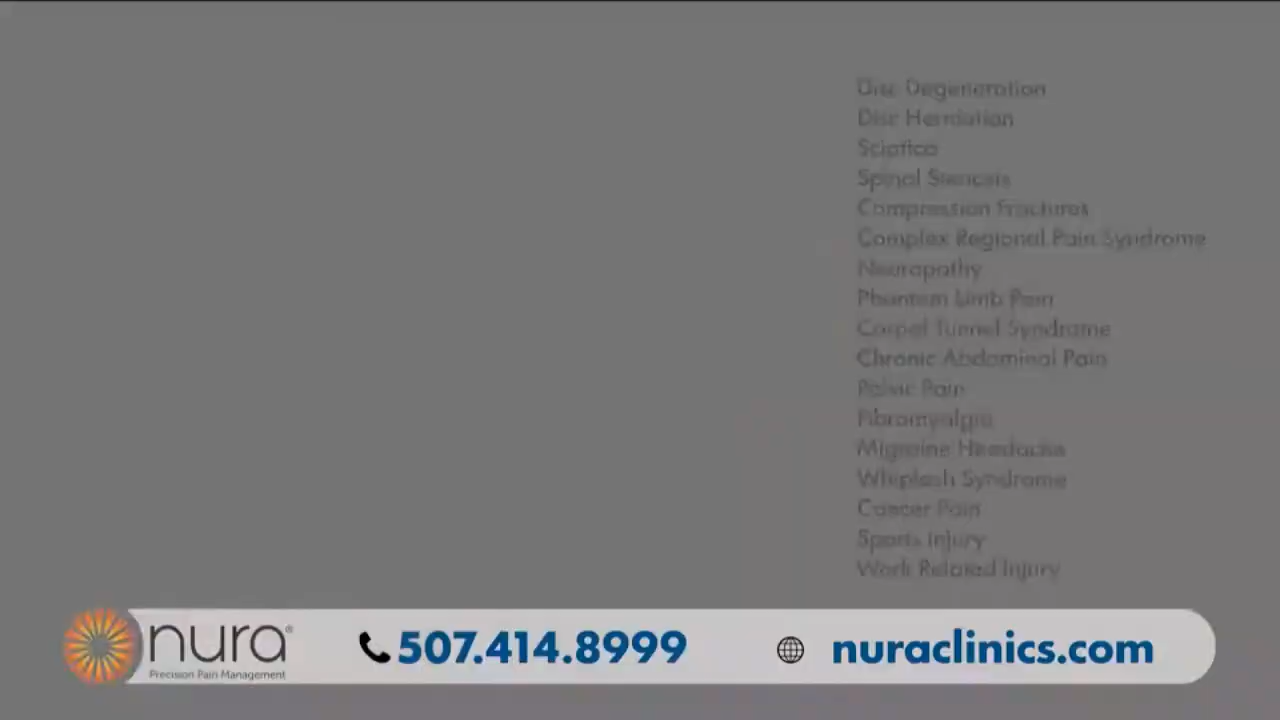 Disc Degeneration
Disc Herniation
Sciatica
Spinal Stenosis
Compression Fractures
Complex Regional Pain Syndrome
Neuropathy
Phantom Limb Pain
Carpel Tunnel Syndrome
Chronic Abdominal Pain
Pelvic Pain
Fibromyalgia
Migraine Headaches
Whiplash Syndrome
Cancer Pain
Sports Injury
Work Related Injury
nura®
Precision Pain Management
507.414.8999
nuraclinics.com